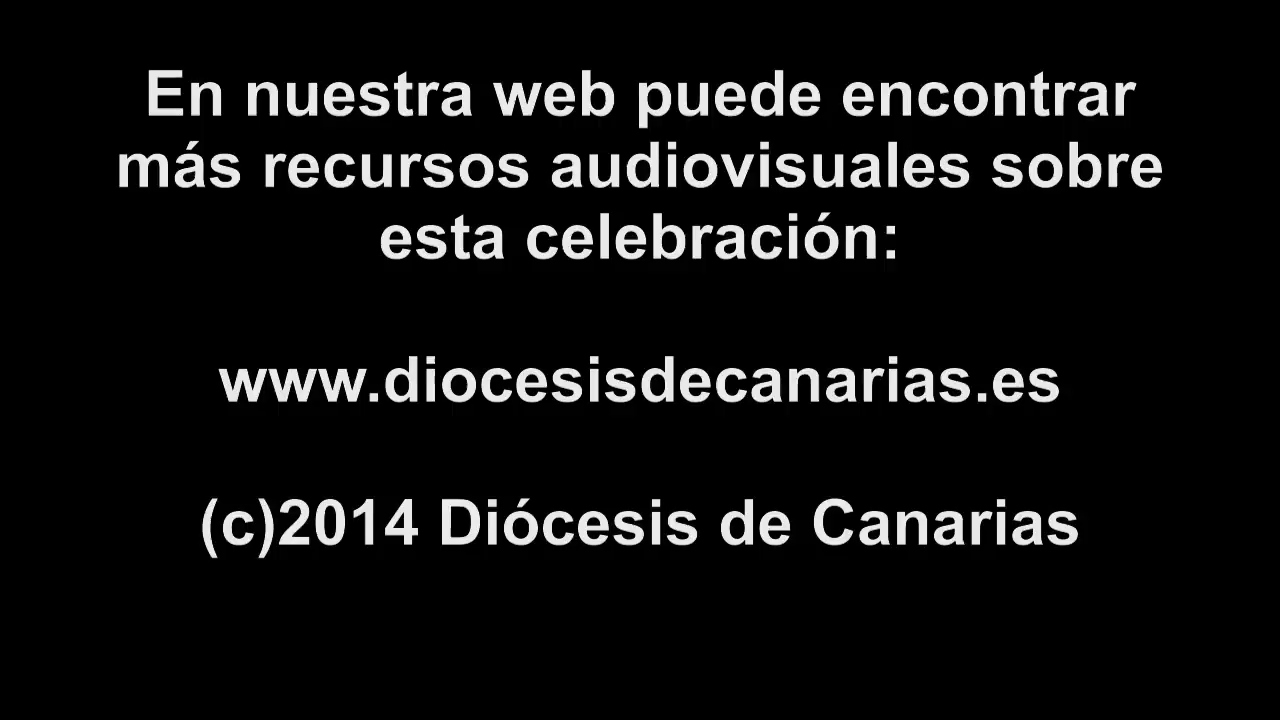 En nuestra web puede encontrar
más recursos audiovisuales sobre
esta celebración:
www.diocesisdecanarias.es
(c)2014 Diócesis de Canarias